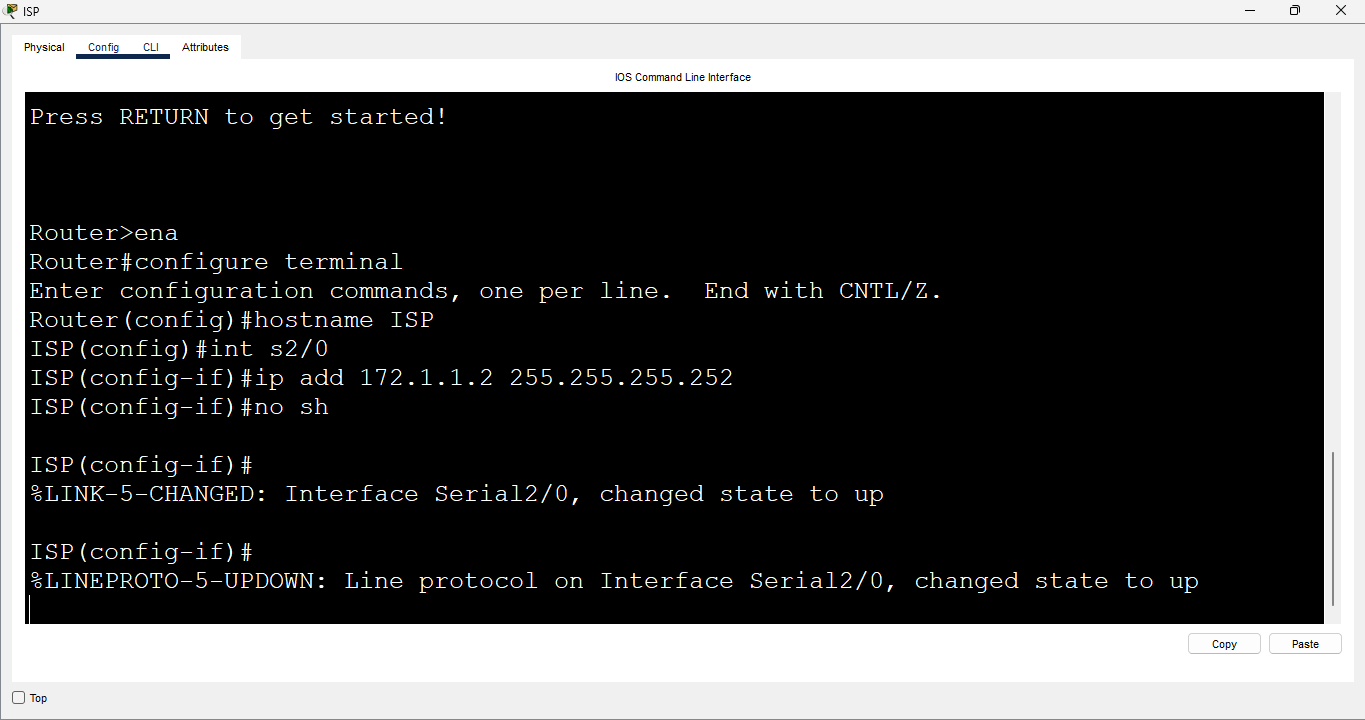 ISP
Physical Config CLI Attributes
IOS Command Line Interface
Press RETURN to get started!
Router>ena
Router#configure terminal
Enter configuration commands, one per line.  End with CNTL/Z.
Router(config)#hostname ISP
ISP(config)#int s2/0
ISP(config-if)#ip add 172.1.1.2 255.255.255.252
ISP(config-if)#no sh
ISP(config-if)#
%LINK-5-CHANGED: Interface Serial2/0, changed state to up
ISP(config-if)#
%LINEPROTO-5-UPDOWN: Line protocol on Interface Serial2/0, changed state to up
Copy Paste
Top